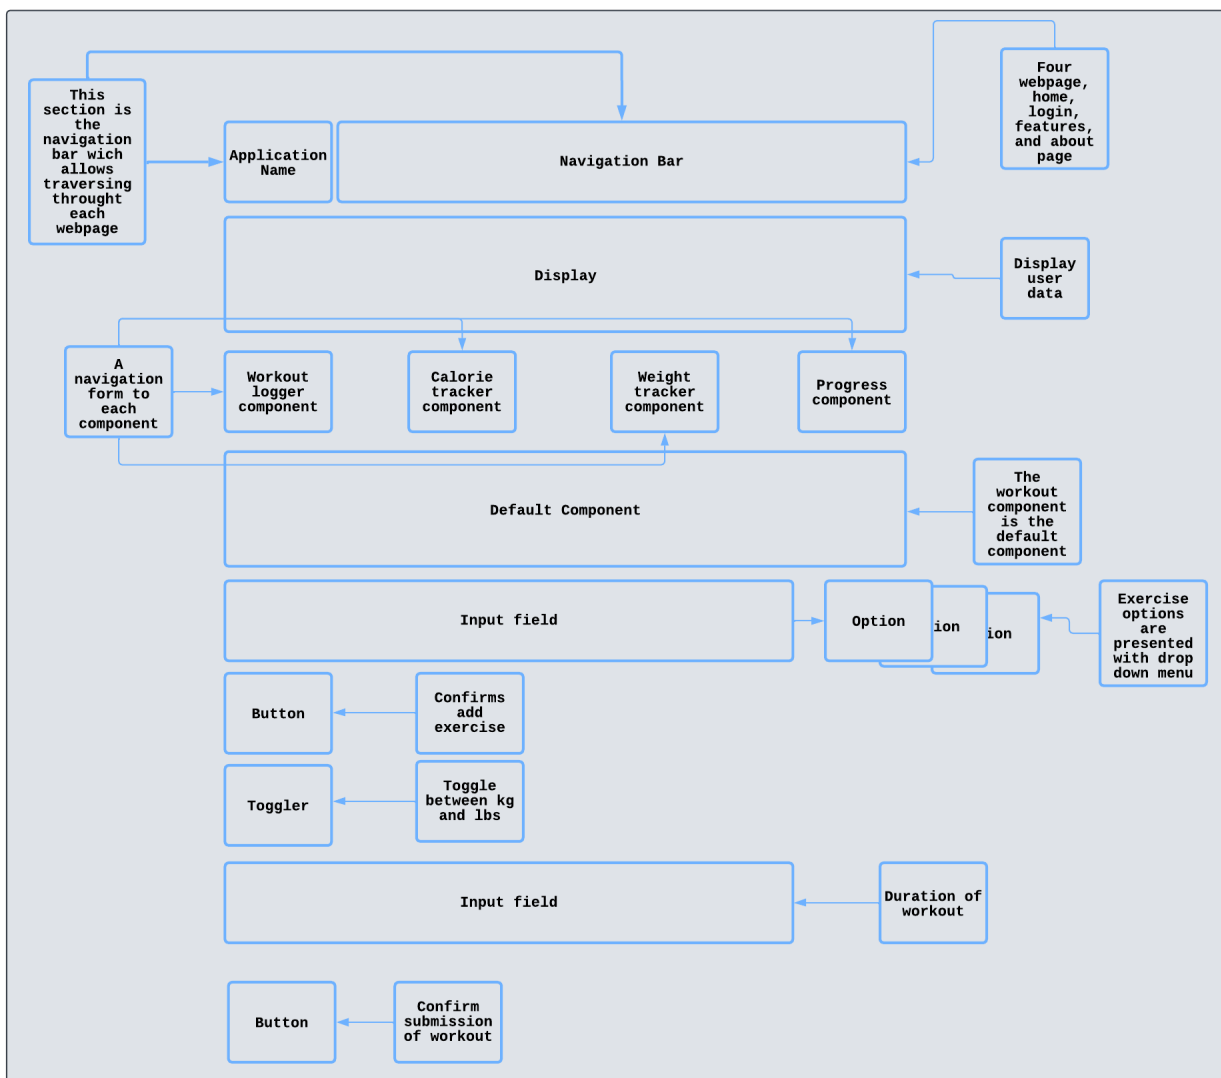 This
section is
the
navigation
bar wich
allows
traversing
throught
each
webpage
Application
Name
Navigation Bar
Four
webpage,
home,
login,
features,
and about
page
Display
Display
user
data
A
navigation
form to
each
component
Workout
logger
component
Calorie
tracker
component
Weight
tracker
component
Progress
component
Default Component
The
workout
component
is the
default
component
Input field
Option
ion
ion
Exercise
options
are
presented
with drop
down menu
Button
Confirms
add
exercise
Toggler
Toggle
between kg
and lbs
Input field
Duration of
workout
Button
Confirm
submission
of workout